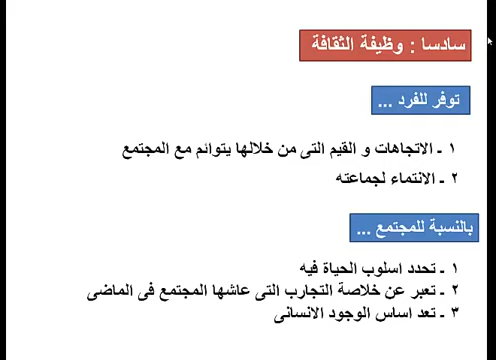 سادسا : وظيفة الثقافة
توفر للفرد ...
١ ـ الاتجاهات و القيم التى من خلالها يتوائم مع المجتمع
٢ ـ الانتماء لجماعته
بالنسبة للمجتمع ...
١ ـ تحدد اسلوب الحياة فيه
٢ ـ تعبر عن خلاصة التجارب التى عاشها المجتمع فى الماضى
٣ ـ تعد اساس الوجود الانسانى